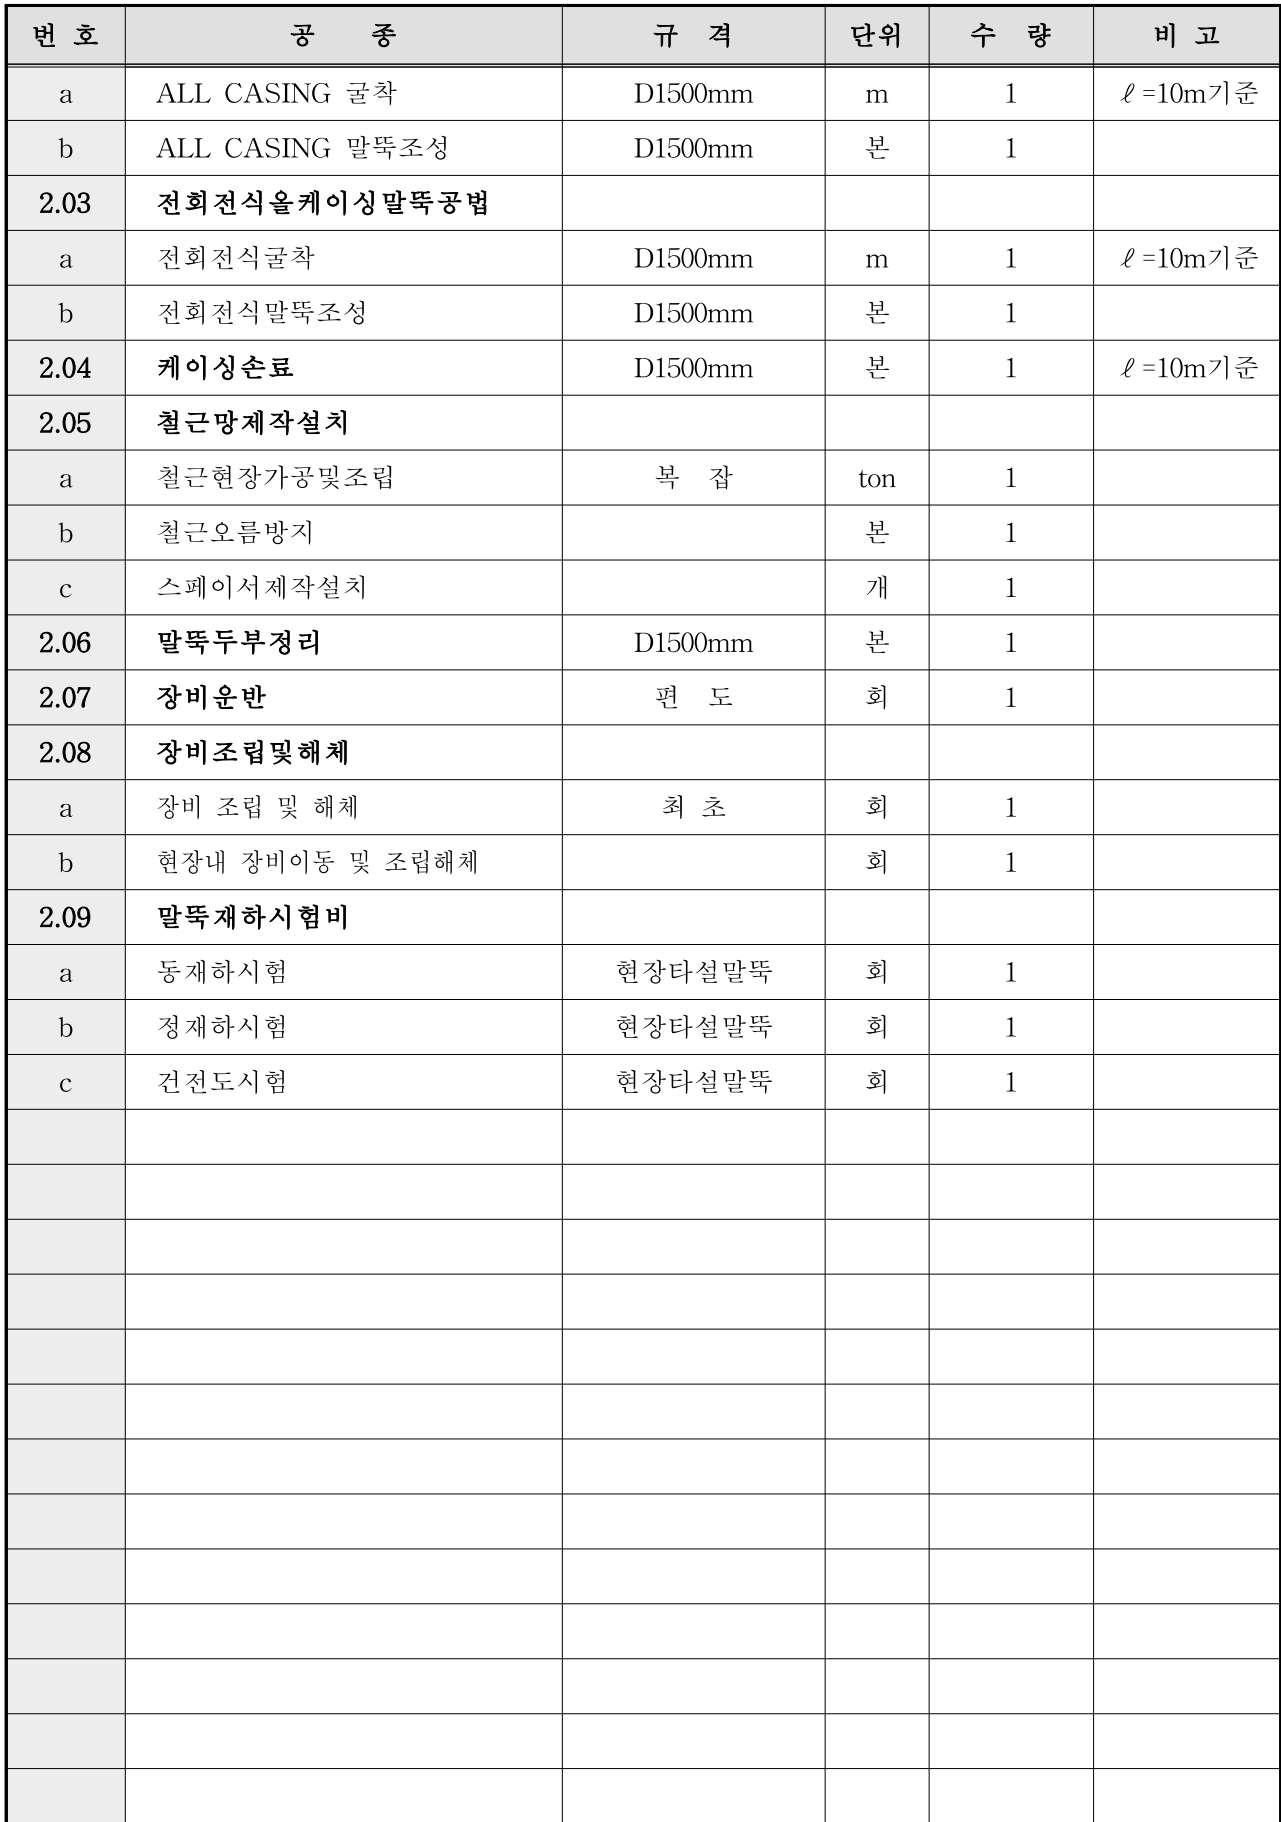 번 호 공 종 규 격 단위 수 량 비 고
a ALL CASING 굴착 D1500mm m 1 ℓ=10m기준
b ALL CASING 말뚝조성 D1500mm 본 1
2.03 전회전식올케이싱말뚝공법
a 전회전식굴착 D1500mm m 1 ℓ=10m기준
b 전회전식말뚝조성 D1500mm 본 1
2.04 케이싱손료 D1500mm 본 1 ℓ=10m기준
2.05 철근망제작설치
a 철근현장가공및조립 복 잡 ton 1
b 철근오름방지 본 1
c 스페이서제작설치 개 1
2.06 말뚝두부정리 D1500mm 본 1
2.07 장비운반 편 도 회 1
2.08 장비조립및해체
a 장비 조립 및 해체 최 초 회 1
b 현장내 장비이동 및 조립해체 회 1
2.09 말뚝재하시험비
a 동재하시험 현장타설말뚝 회 1
b 정재하시험 현장타설말뚝 회 1
c 건전도시험 현장타설말뚝 회 1